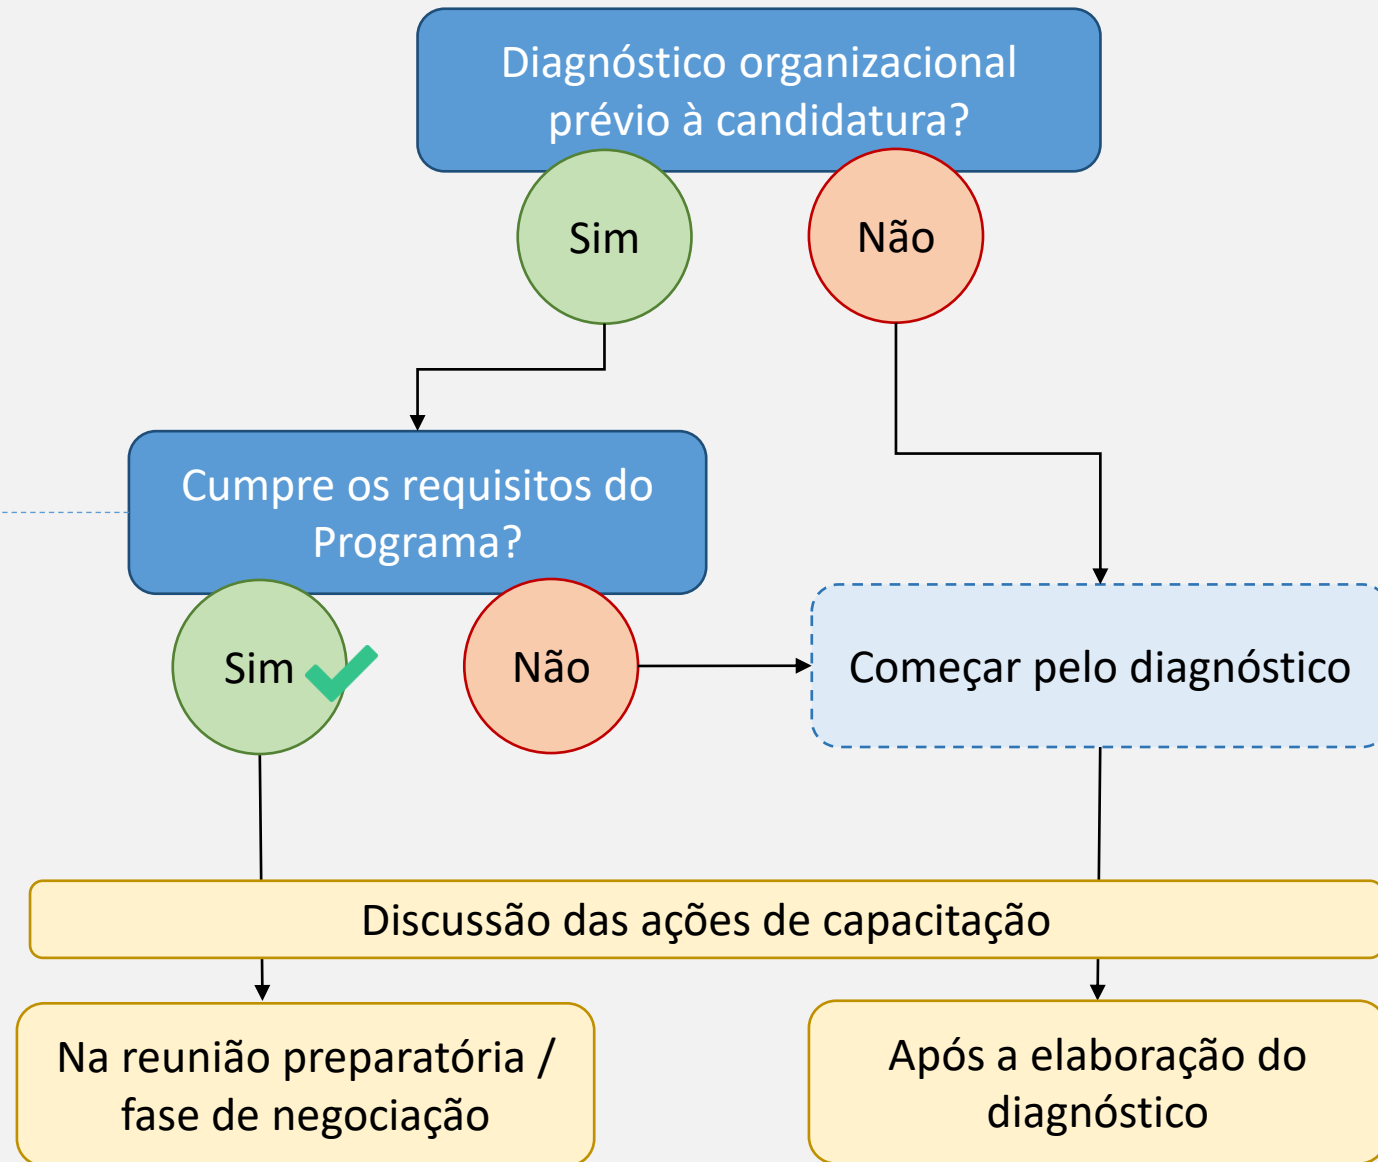 Diagnóstico organizacional
prévio à candidatura?
Sim
Não
Cumpre os requisitos do
Programa?
Sim
Não
Começar pelo diagnóstico
Discussão das ações de capacitação
Na reunião preparatória /
fase de negociação
Após a elaboração do
diagnóstico